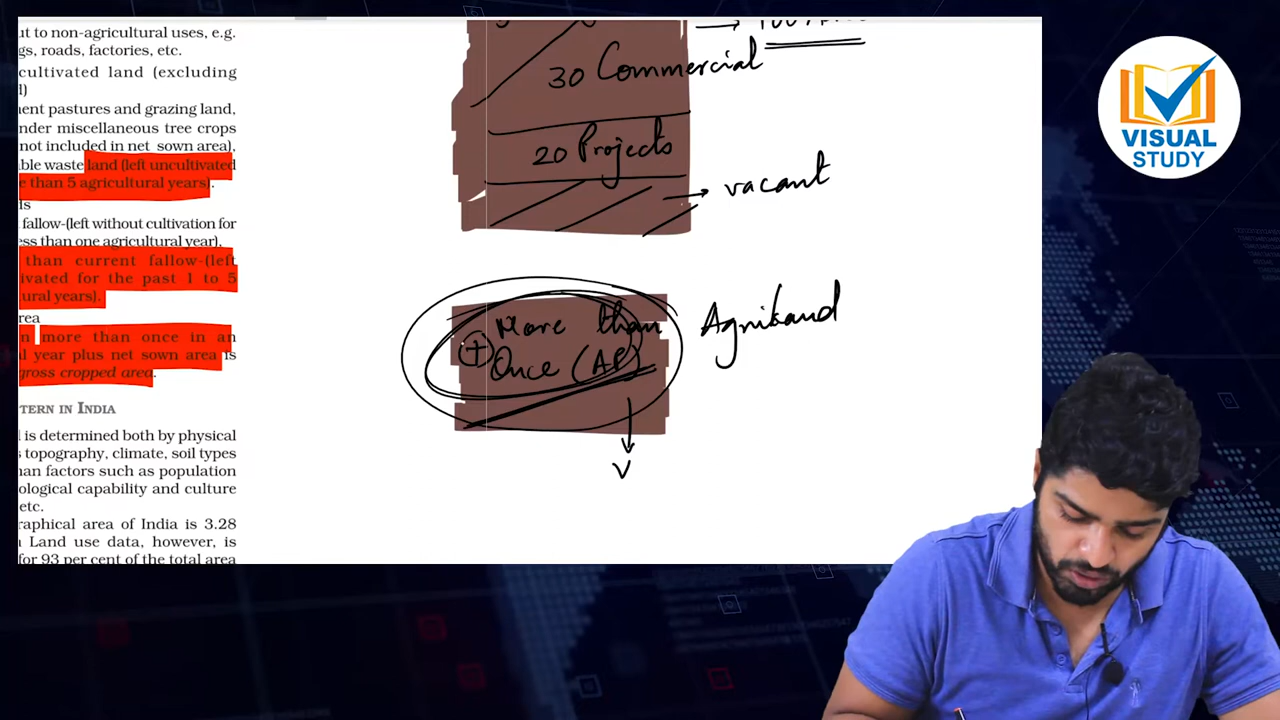 ut to non-agricultural uses, e.g.
gs, roads, factories, etc.
cultivated land (excluding
d)
ent pastures and grazing land,
nder miscellaneous tree crops
not included in net sown area),
ble waste land (left uncultivated
e than 5 agricultural years).
ds
fallow-(left without cultivation for
ess than one agricultural year),
than current fallow-(left
ivated for the past 1 to 5
ural years).
rea
n more than once in an
l year plus net sown area is
gross cropped area.
TERN IN INDIA
l is determined both by physical
s topography, climate, soil types
an factors such as population
ological capability and culture
etc.
raphical area of India is 3.28
Land use data, however, is
for 93 per cent of the total area
30 Commercial
20 Projects
vacant
More than
+ Once (AP)
Agnikand
V
VISUAL
STUDY